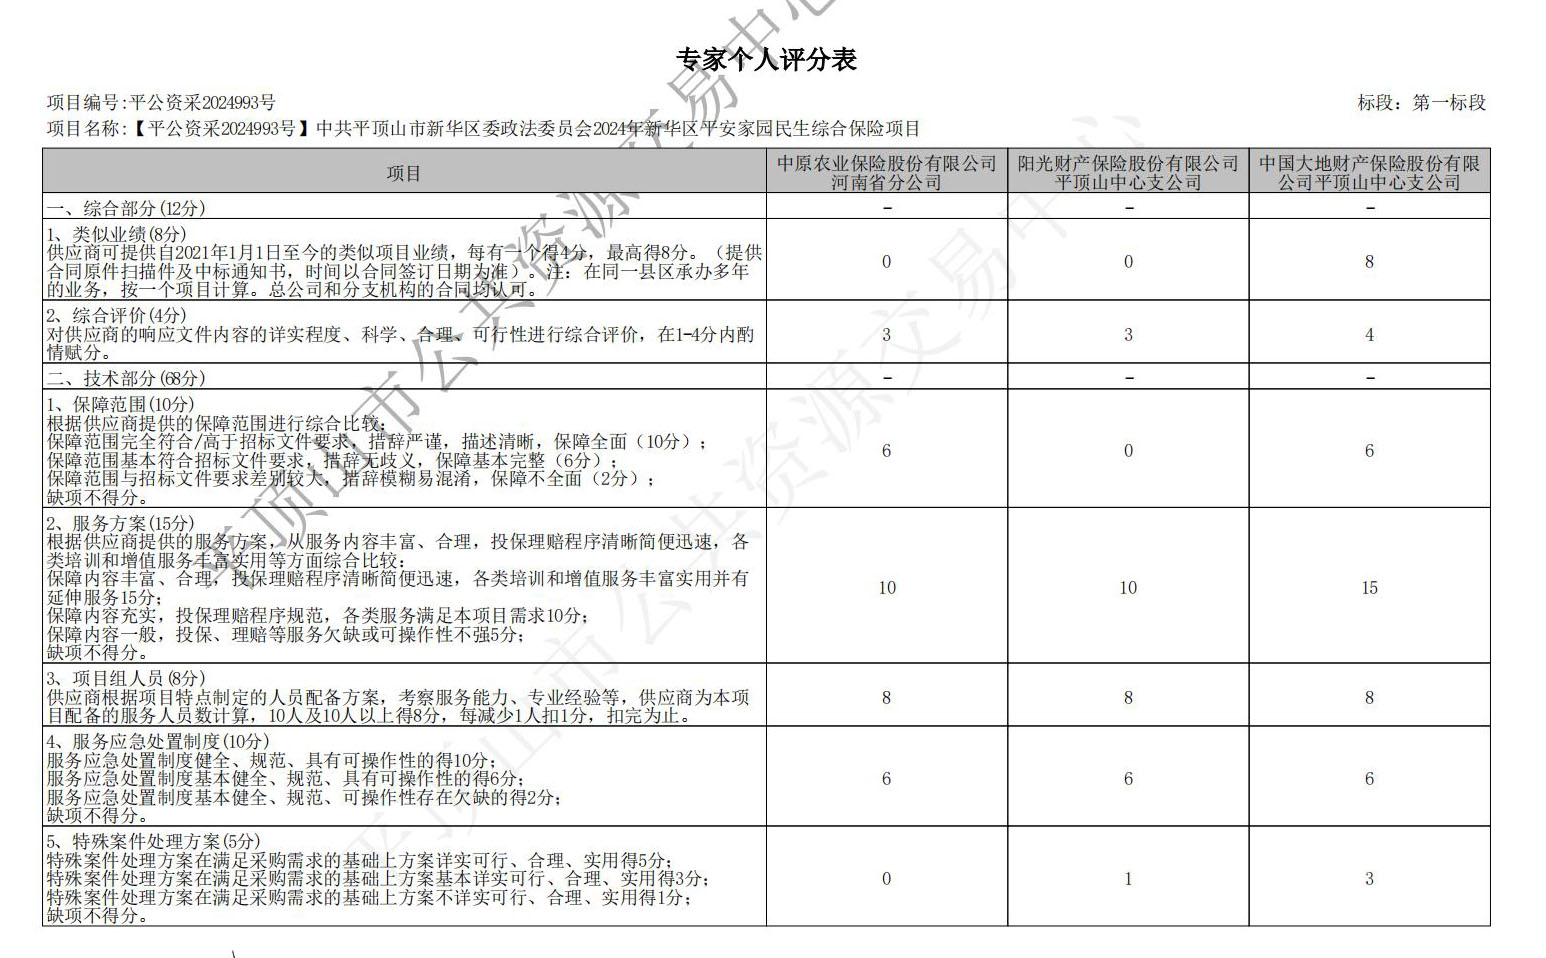 专家个人评分表
项目编号:平公资采2024993号
标段：第一标段
项目名称:【平公资采2024993号】中共平顶山市新华区委政法委员会2024年新华区平安家园民生综合保险项目
项目
中原农业保险股份有限公司
河南省分公司
阳光财产保险股份有限公司
平顶山中心支公司
中国大地财产保险股份有限
公司平顶山中心支公司
一、综合部分(12分)
-
-
-
1、类似业绩(8分)
供应商可提供自2021年1月1日至今的类似项目业绩，每有一个得4分，最高得8分。（提供
合同原件扫描件及中标通知书，时间以合同签订日期为准）。注：在同一县区承办多年
的业务，按一个项目计算。总公司和分支机构的合同均认可。
0
0
8
2、综合评价(4分)
对供应商的响应文件内容的详实程度、科学、合理、可行性进行综合评价，在1-4分内酌
情赋分。
3
3
4
二、技术部分(68分)
-
-
-
1、保障范围(10分)
根据供应商提供的保障范围进行综合比较：
保障范围完全符合/高于招标文件要求，措辞严谨，描述清晰，保障全面（10分）；
保障范围基本符合招标文件要求，措辞无歧义，保障基本完整（6分）；
保障范围与招标文件要求差别较大，措辞模糊易混淆，保障不全面（2分）；
缺项不得分。
6
0
6
2、服务方案(15分)
根据供应商提供的服务方案，从服务内容丰富、合理，投保理赔程序清晰简便迅速，各
类培训和增值服务丰富实用等方面综合比较：
保障内容丰富、合理，投保理赔程序清晰简便迅速，各类培训和增值服务丰富实用并有
延伸服务15分；
保障内容充实，投保理赔程序规范，各类服务满足本项目需求10分；
保障内容一般，投保、理赔等服务欠缺或可操作性不强5分；
缺项不得分。
10
10
15
3、项目组人员(8分)
供应商根据项目特点制定的人员配备方案，考察服务能力、专业经验等，供应商为本项
目配备的服务人员数计算，10人及10人以上得8分，每减少1人扣1分，扣完为止。
8
8
8
4、服务应急处置制度(10分)
服务应急处置制度健全、规范、具有可操作性的得10分；
服务应急处置制度基本健全、规范、具有可操作性的得6分；
服务应急处置制度基本健全、规范、可操作性存在欠缺的得2分；
缺项不得分。
6
6
6
5、特殊案件处理方案(5分)
特殊案件处理方案在满足采购需求的基础上方案详实可行、合理、实用得5分；
特殊案件处理方案在满足采购需求的基础上方案基本详实可行、合理、实用得3分；
特殊案件处理方案在满足采购需求的基础上方案不详实可行、合理、实用得1分；
缺项不得分。
0
1
3
平顶山市公共资源交易中心
平顶山市公共资源交易中心